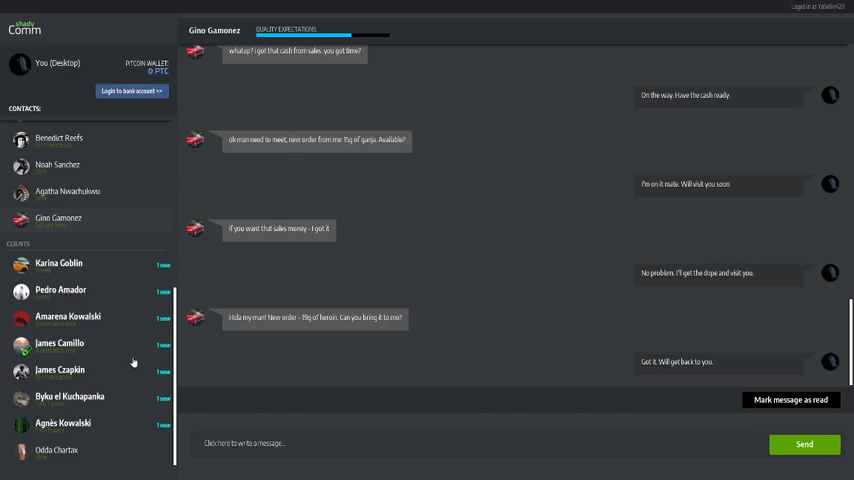 Logged in as YaSellin420
shady
Comm
You (Desktop)
PITCOIN WALLET:
0 PTC
Login to bank account >>
CONTACTS:
Benedict Reefs
Noah Sanchez
Agatha Nwachukwu
Gino Gamonez
CLIENTS
Karina Goblin
1 new
Pedro Amador
1 new
Amarena Kowalski
1 new
James Camillo
1 new
James Czapkin
1 new
Byku el Kuchapanka
1 new
Agnès Kowalski
1 new
Odda Chartax
Gino Gamonez
QUALITY EXPECTATIONS:
whatup? i got that cash from sales. you got time?
On the way. Have the cash ready.
ok man need to meet, new order from me: 15g of ganja. Available?
I'm on it mate. Will visit you soon
If you want that sales money - I got it
No problem. I'll get the dope and visit you.
Hola my man! New order - 19g of heroin. Can you bring it to me?
Got it. Will get back to you.
Mark message as read
Click here to write a message...
Send